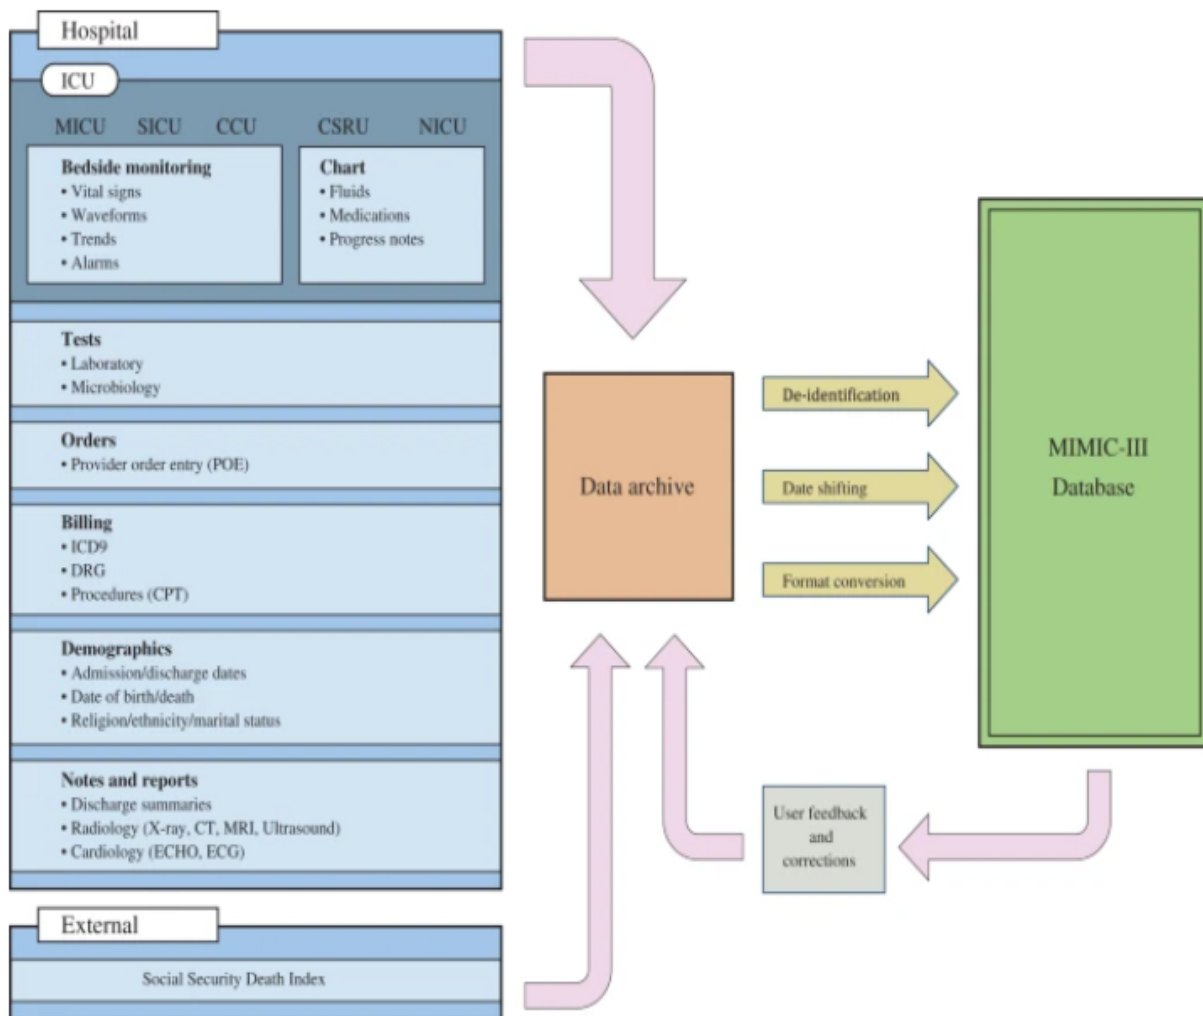 Hospital
ICU
MICU SICU CCU CSRU NICU
Bedside monitoring
• Vital signs
• Waveforms
• Trends
• Alarms
Chart
• Fluids
• Medications
• Progress notes
Tests
• Laboratory
• Microbiology
Orders
• Provider order entry (POE)
Billing
• ICD9
• DRG
• Procedures (CPT)
Demographics
• Admission/discharge dates
• Date of birth/death
• Religion/ethnicity/marital status
Notes and reports
• Discharge summaries
• Radiology (X-ray, CT, MRI, Ultrasound)
• Cardiology (ECHO, ECG)
External
Social Security Death Index
Data archive
De-identification
Date shifting
Format conversion
MIMIC-III
Database
User feedback
and
corrections